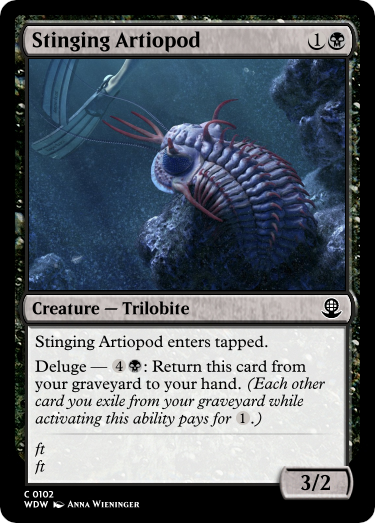 Stinging Artiopod 1
Creature — Trilobite
Stinging Artiopod enters tapped.
Deluge — 4: Return this card from
your graveyard to your hand. (Each other
card you exile from your graveyard while
activating this ability pays for 1.)
ft
ft
3/2
C 0102
WDW Anna Wieninger